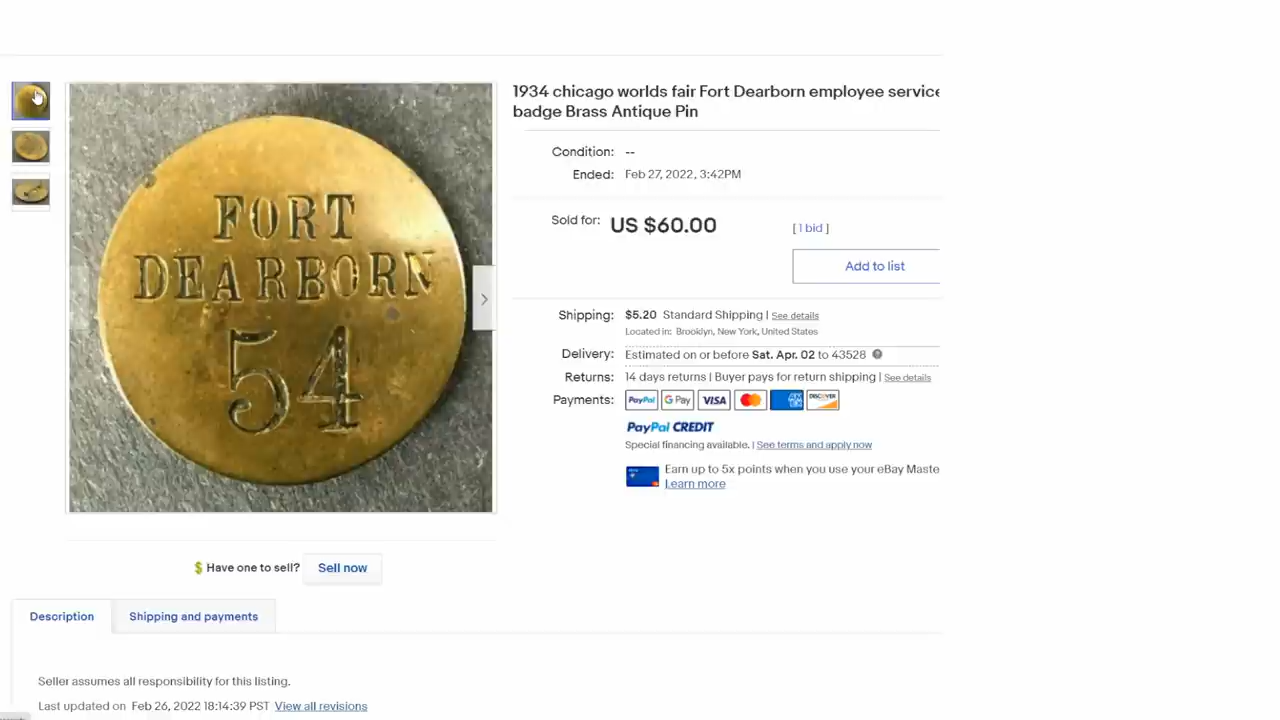 FORT
DEARBORN
54
1934 chicago worlds fair Fort Dearborn employee service
badge Brass Antique Pin
Condition: --
Ended: Feb 27, 2022, 3:42PM
Sold for: US $60.00 [ 1 bid ]
Add to list
Shipping: $5.20 Standard Shipping | See details
Located in: Brooklyn, New York, United States
Delivery: Estimated on or before Sat. Apr. 02 to 43528
Returns: 14 days returns | Buyer pays for return shipping | See details
Payments: PayPal G Pay VISA DISCOVER
PayPal CREDIT
Special financing available. | See terms and apply now
Earn up to 5x points when you use your eBay Maste
Learn more
$ Have one to sell? Sell now
Description Shipping and payments
Seller assumes all responsibility for this listing.
Last updated on Feb 26, 2022 18:14:39 PST View all revisions